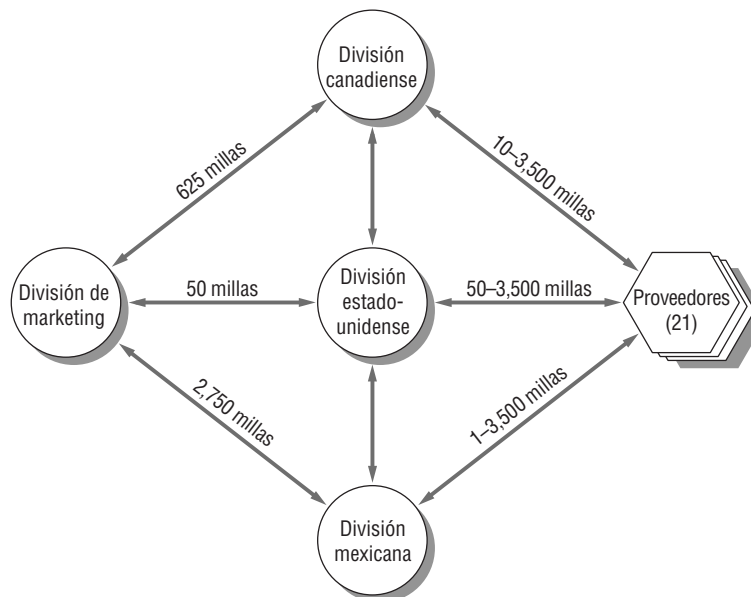 División
canadiense
625 millas
10–3,500 millas
División de
marketing
50 millas
División
estado-
unidense
50–3,500 millas
Proveedores
(21)
2,750 millas
1–3,500 millas
División
mexicana